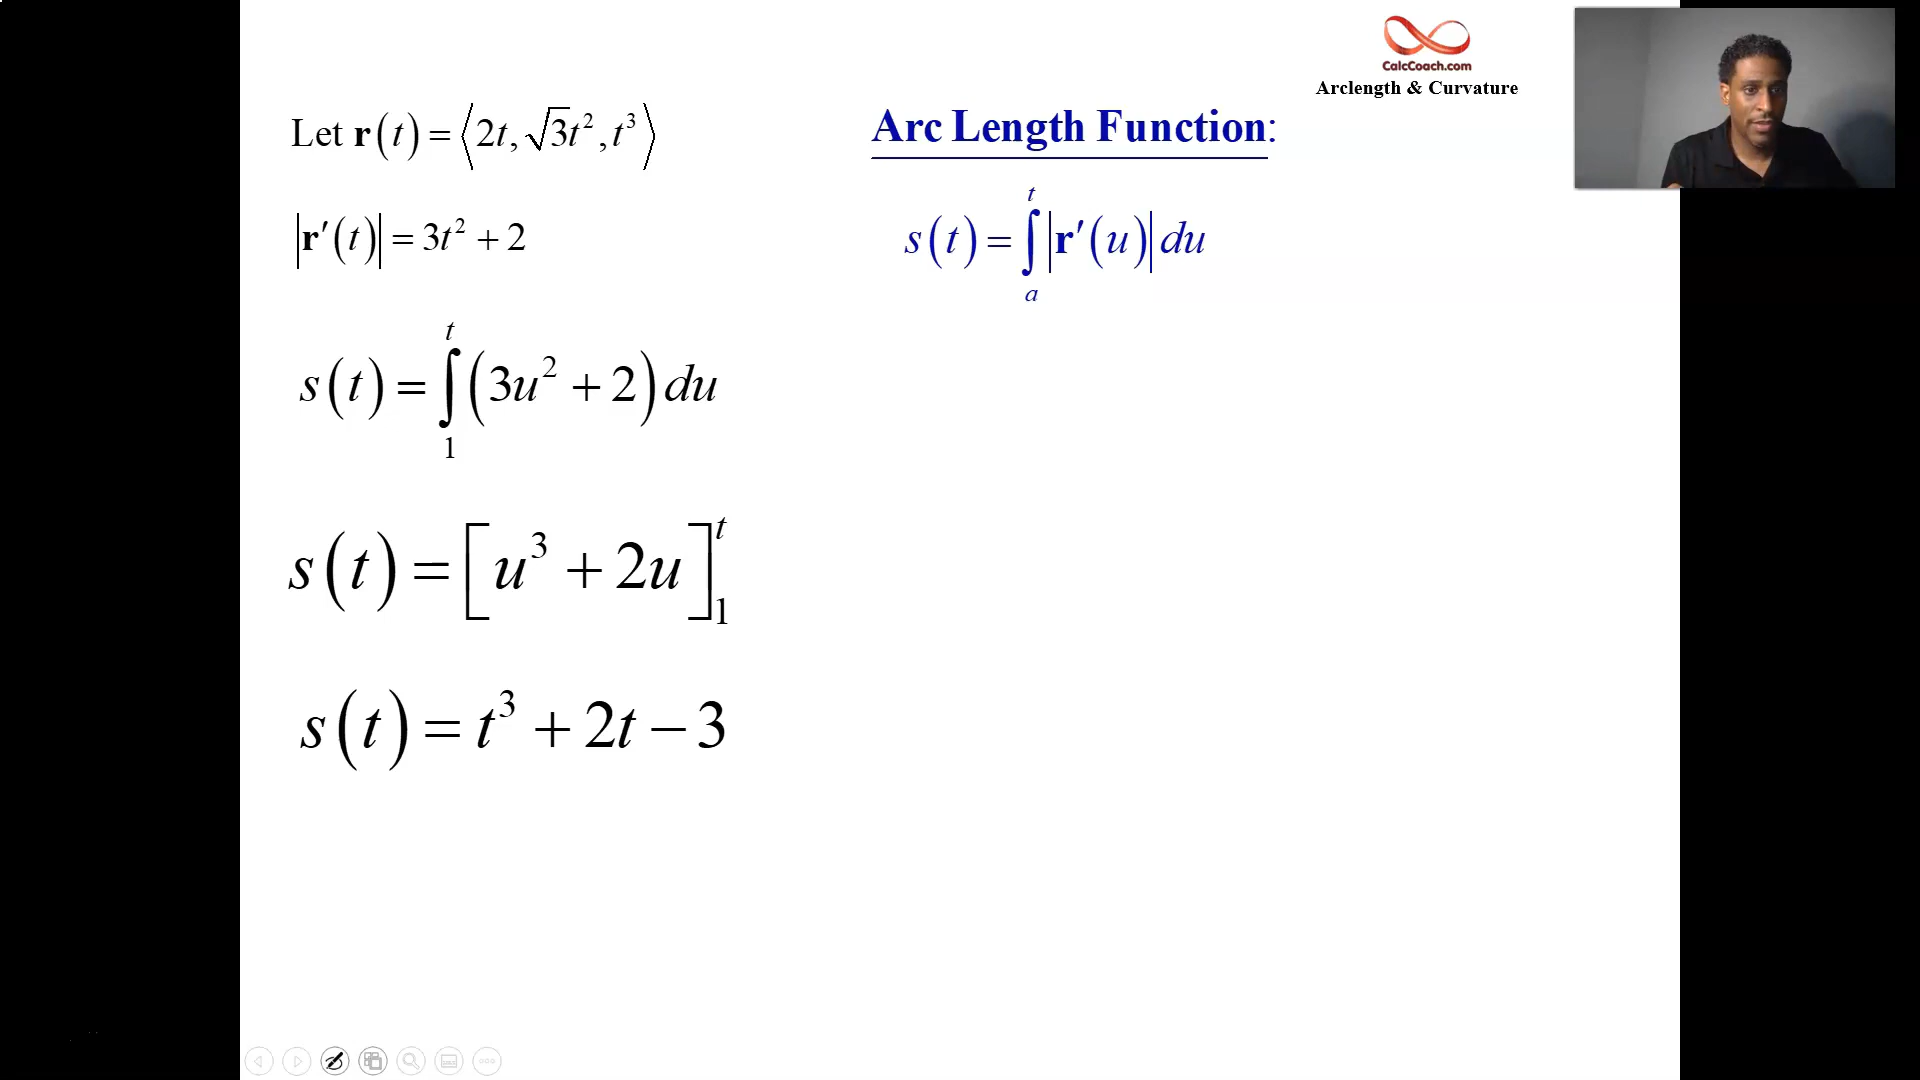 Let r(t) = ⟨2t, √3t², t³⟩
|r′(t)| = 3t² + 2
s(t) = ∫₁ᵗ (3u² + 2) du
s(t) = [u³ + 2u]₁ᵗ
s(t) = t³ + 2t − 3
Arc Length Function:
s(t) = ∫ₐᵗ |r′(u)| du
CalcCoach.com
Arclength & Curvature